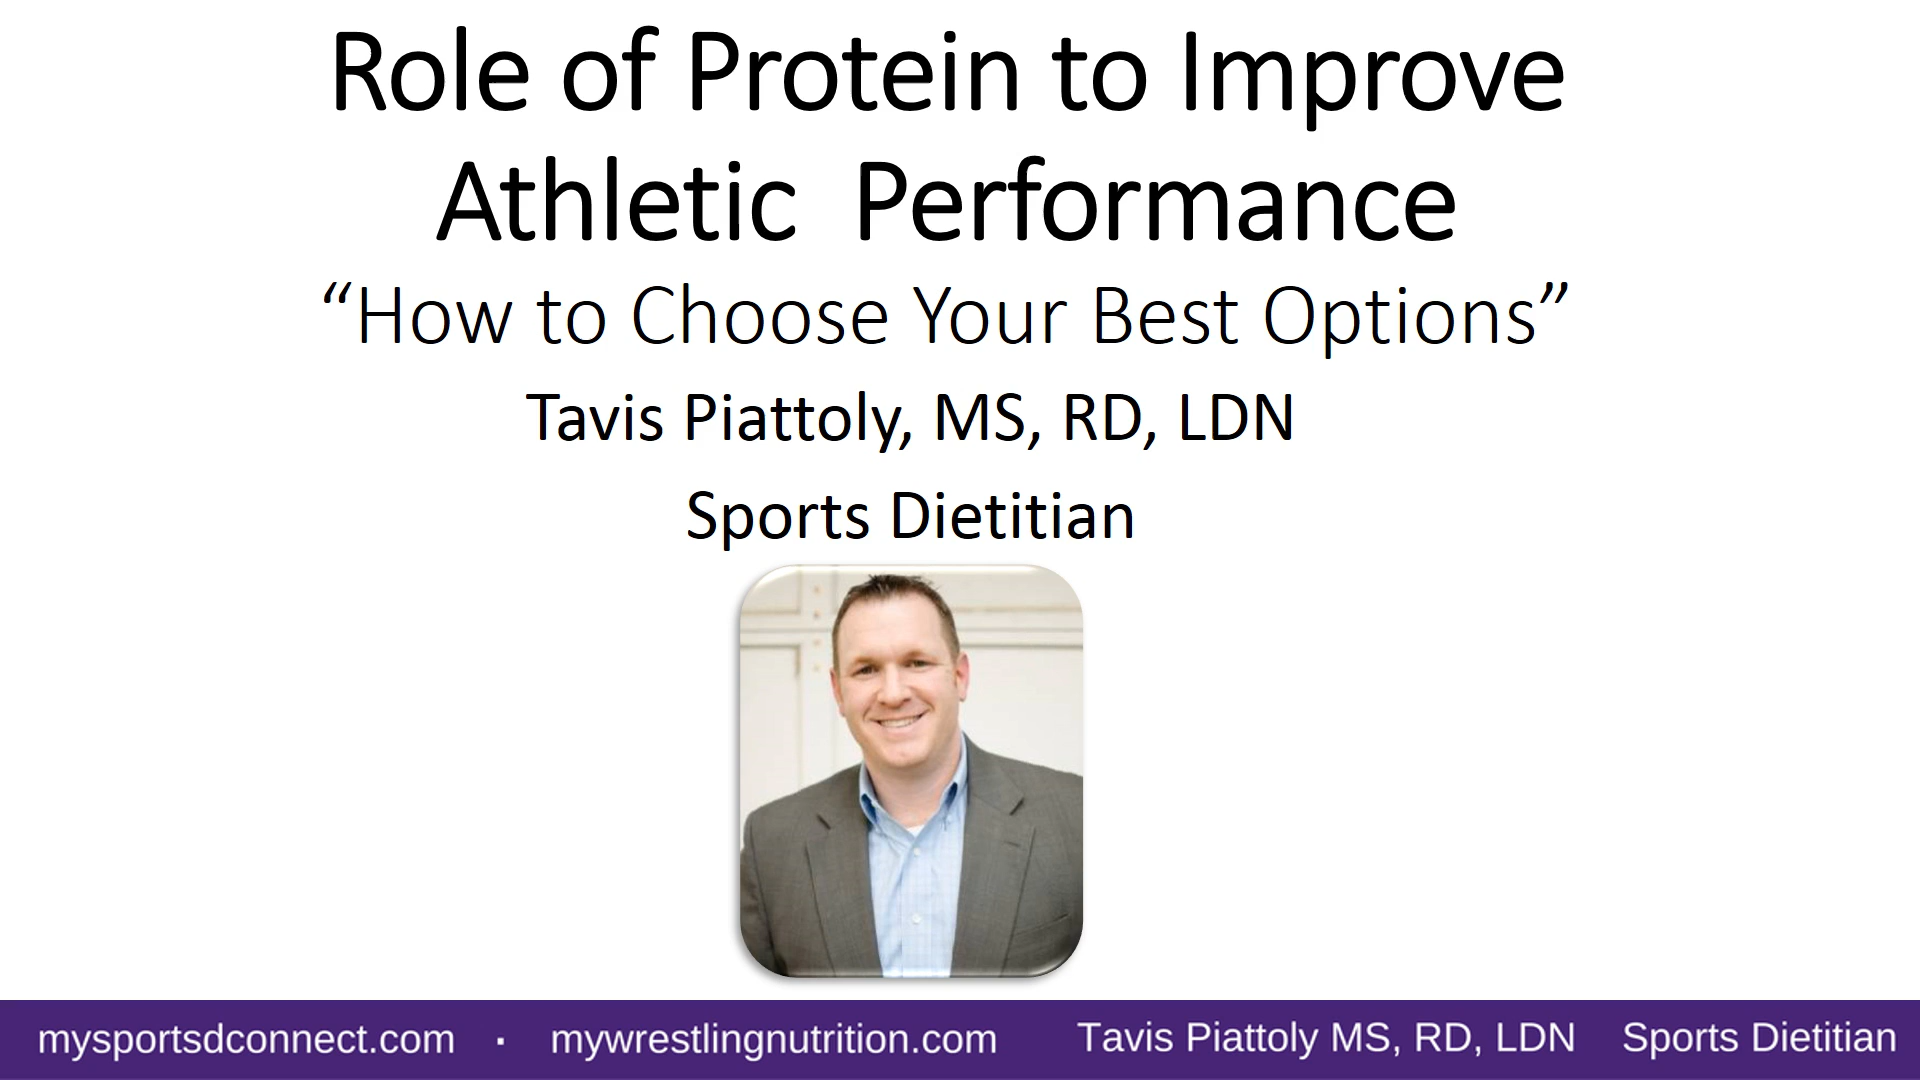 Role of Protein to Improve
Athletic  Performance
“How to Choose Your Best Options”
Tavis Piattoly, MS, RD, LDN
Sports Dietitian
mysportsdconnect.com · mywrestlingnutrition.com Tavis Piattoly MS, RD, LDN Sports Dietitian